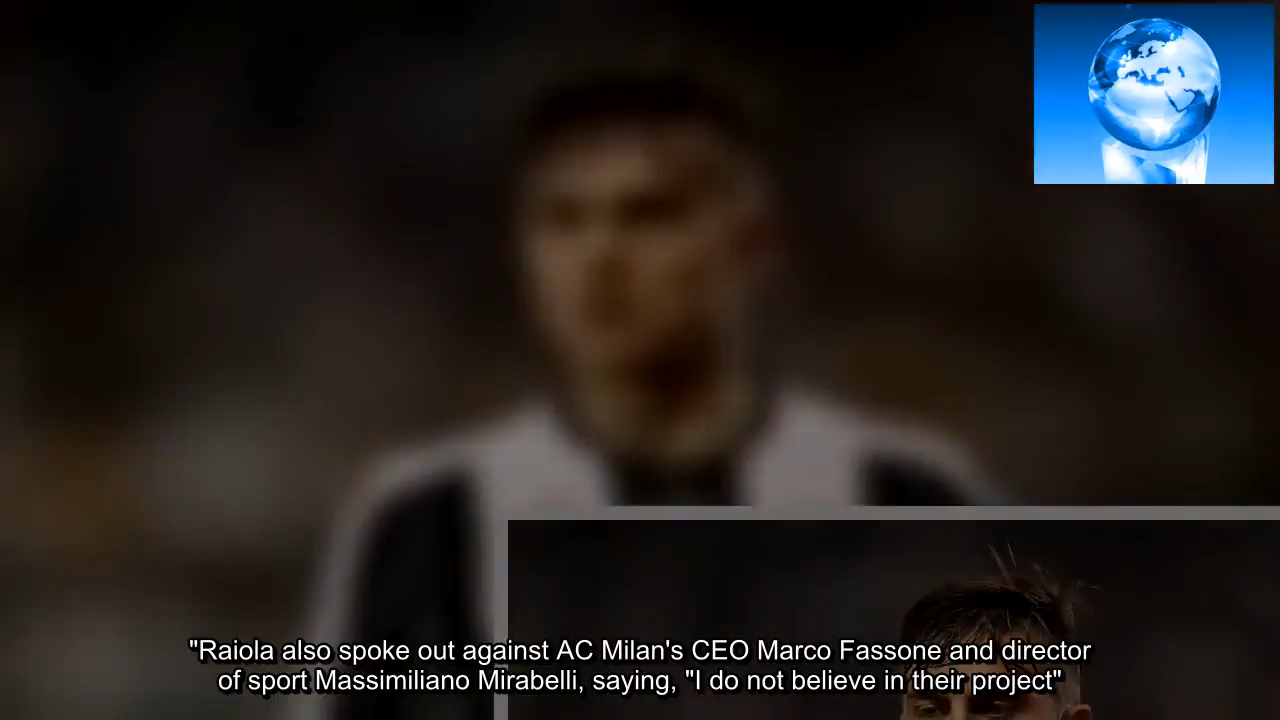 "Raiola also spoke out against AC Milan's CEO Marco Fassone and director
of sport Massimiliano Mirabelli, saying, "I do not believe in their project"